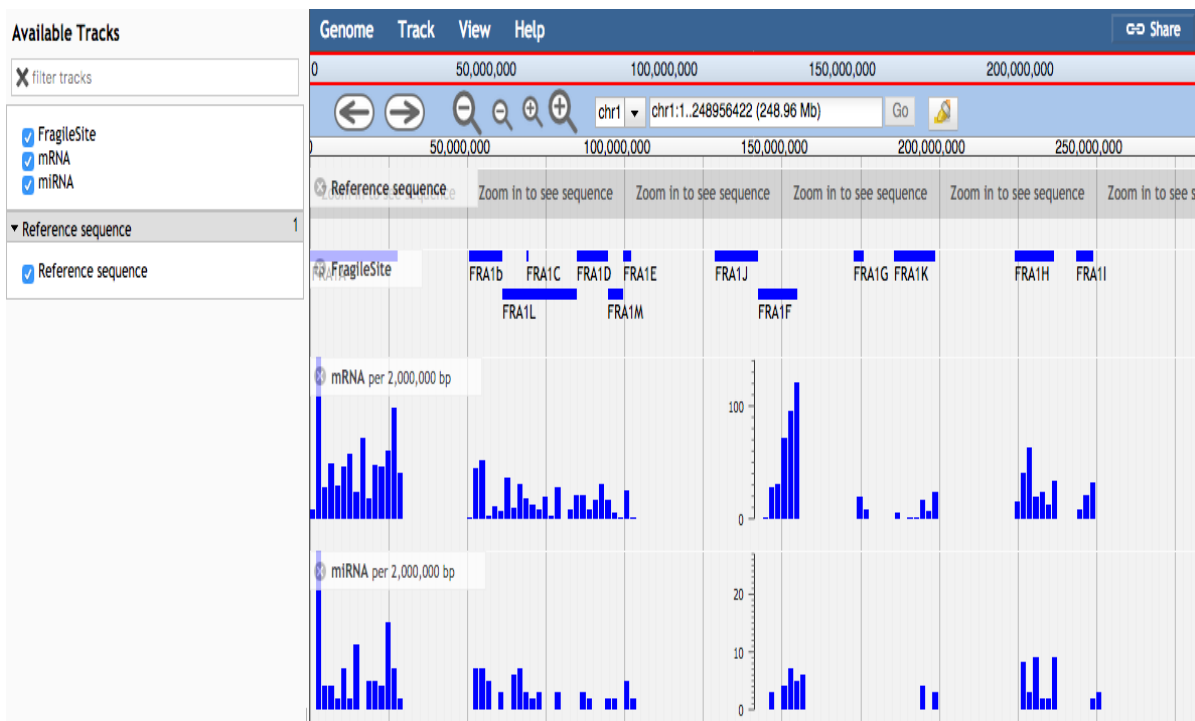 Available Tracks
filter tracks
FragileSite
mRNA
miRNA
Reference sequence 1
Reference sequence
Genome Track View Help Share
0 50,000,000 100,000,000 150,000,000 200,000,000
chr1 chr1:1..248956422 (248.96 Mb) Go
50,000,000 100,000,000 150,000,000 200,000,000 250,000,000
Reference sequence Zoom in to see sequence Zoom in to see sequence Zoom in to see sequence Zoom in to see sequence Zoom in to see s
FragileSite
FRA1b FRA1C FRA1D FRA1E FRA1J FRA1G FRA1K FRA1H FRA1I
FRA1L FRA1M FRA1F
mRNA per 2,000,000 bp
100
0
miRNA per 2,000,000 bp
20
10
0